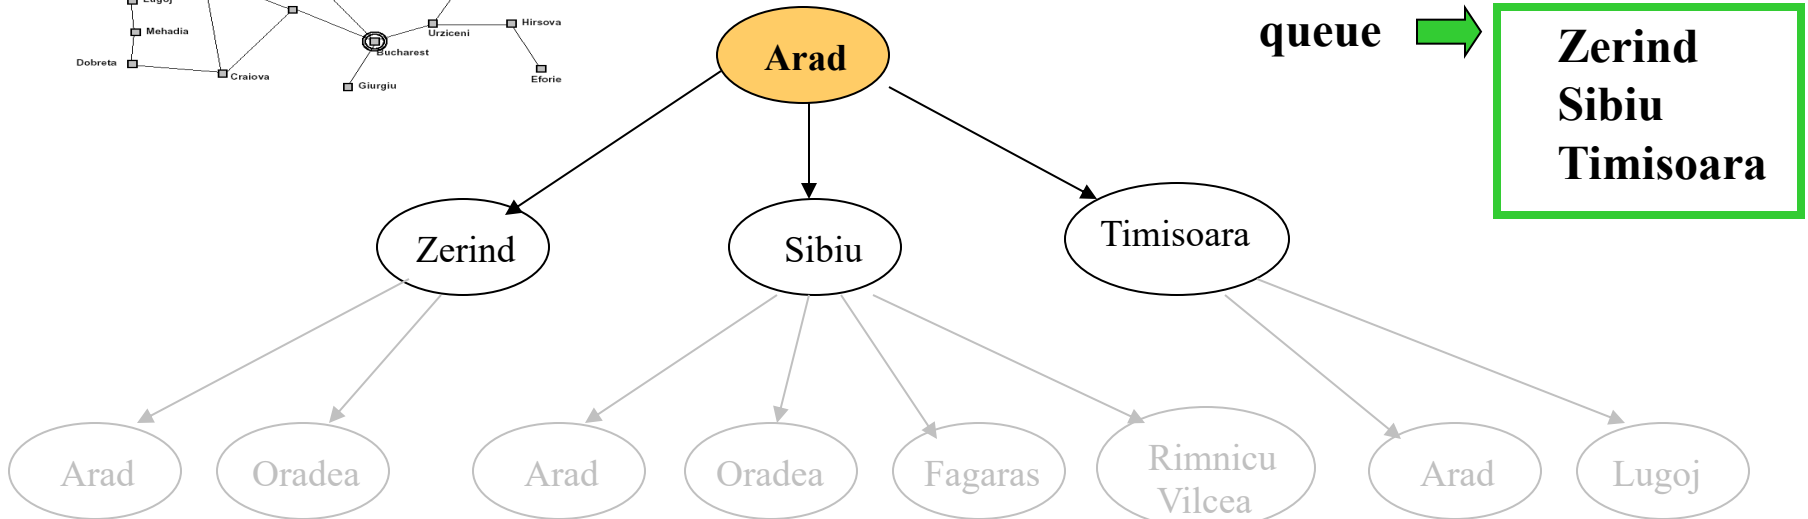 Mehadia
Dobreta
Craiova
Bucharest
Giurgiu
Urziceni
Hirsova
Eforie
Arad
queue
Zerind
Sibiu
Timisoara
Zerind
Sibiu
Timisoara
Arad
Oradea
Arad
Oradea
Fagaras
Rimnicu
Vilcea
Arad
Lugoj